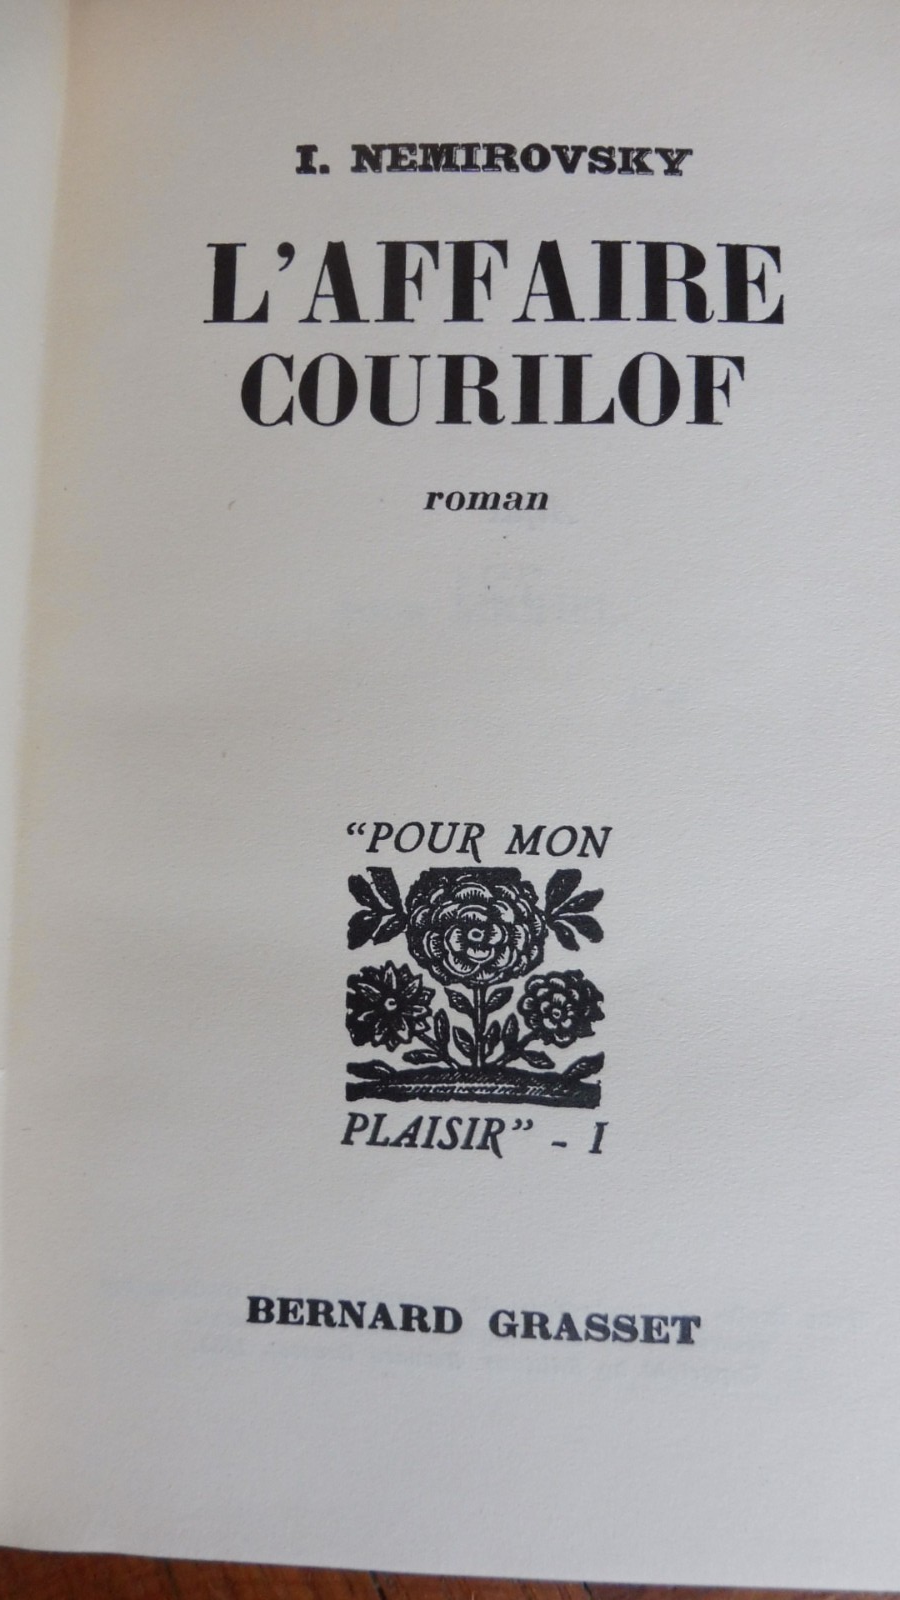 I. NEMIROVSKY
L'AFFAIRE
COURILOF
roman
"POUR MON
PLAISIR" - I
BERNARD GRASSET